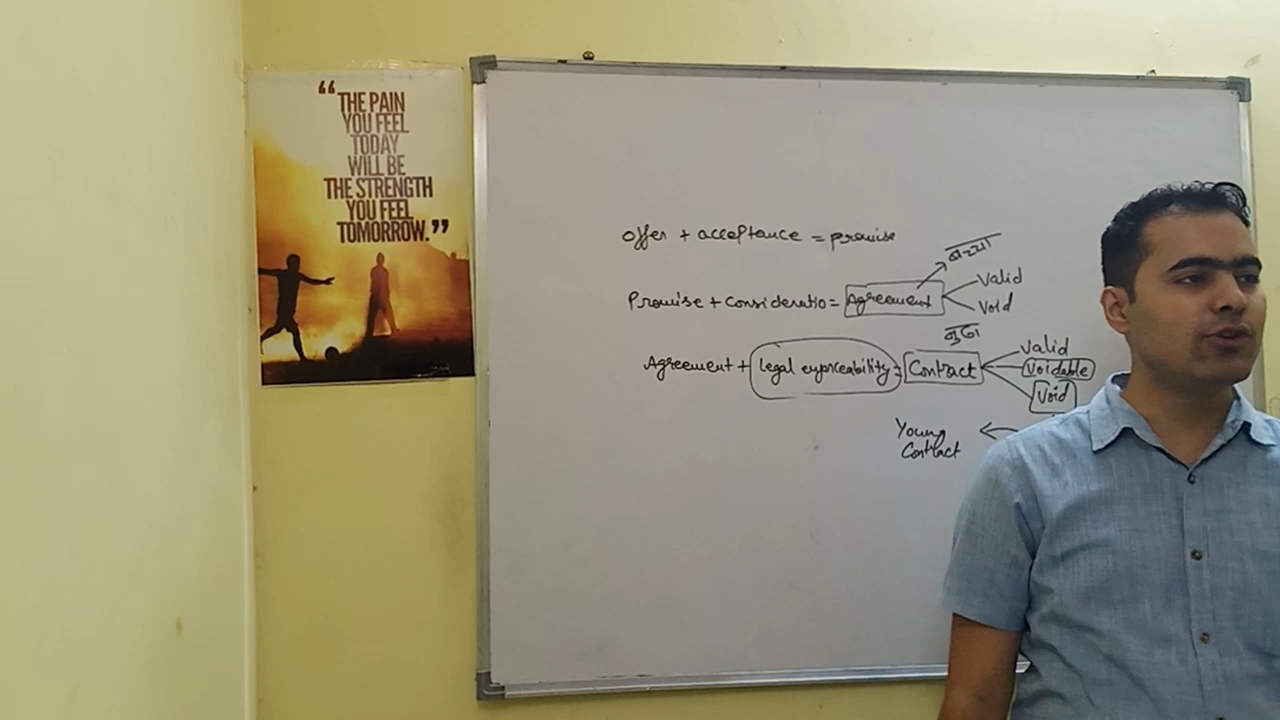 “THE PAIN
YOU FEEL
TODAY
WILL BE
THE STRENGTH
YOU FEEL
TOMORROW.”
offer + acceptance = promise
बच्चा
Promise + consideratio = Agreement
Valid
Void
बुड्ढा
Agreement + legal enforceability = Contract
Valid
Voidable
Void
Young
Contract